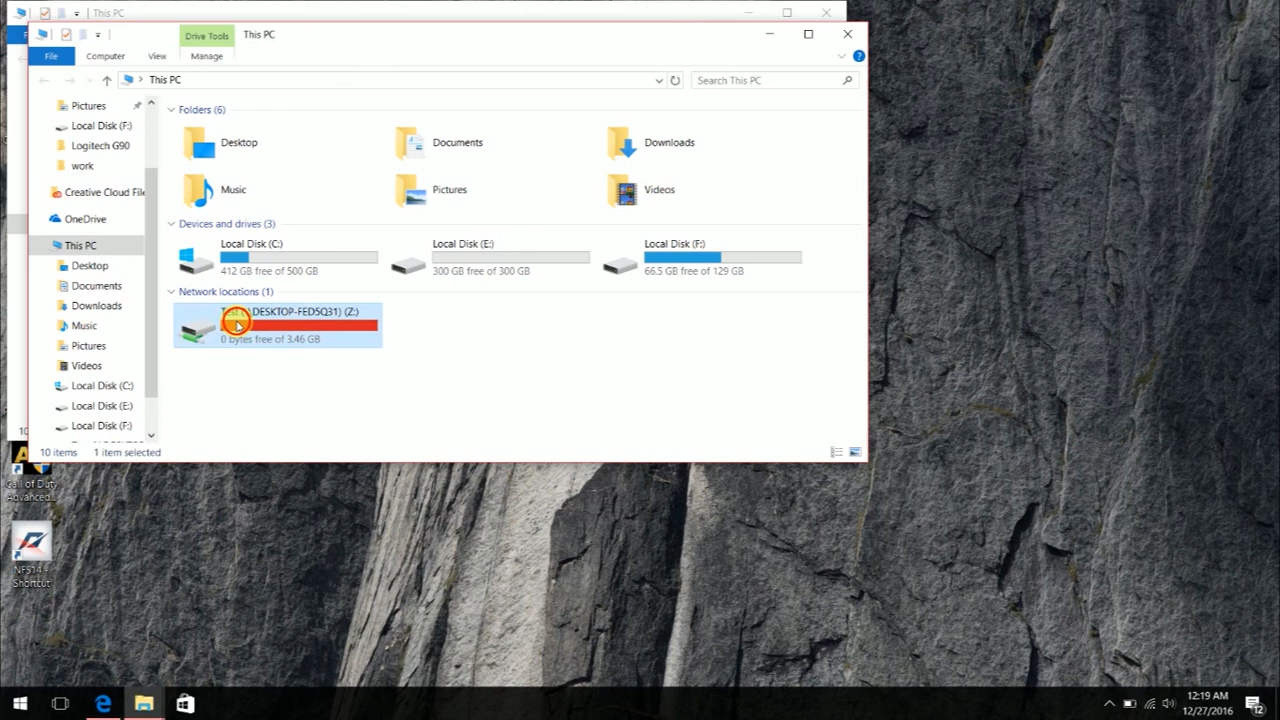 This PC
Drive Tools
This PC
File
Computer
View
Manage
This PC
Search This PC
Pictures
Local Disk (F:)
Logitech G90
work
Creative Cloud File
OneDrive
This PC
Desktop
Documents
Downloads
Music
Pictures
Videos
Local Disk (C:)
Local Disk (E:)
Local Disk (F:)
Folders (6)
Desktop
Documents
Downloads
Music
Pictures
Videos
Devices and drives (3)
Local Disk (C:)
412 GB free of 500 GB
Local Disk (E:)
300 GB free of 300 GB
Local Disk (F:)
66.5 GB free of 129 GB
Network locations (1)
DESKTOP-FED5Q31) (Z:)
0 bytes free of 3.46 GB
10 items
1 item selected
10
Call of Duty
Advanced...
NFS14 -
Shortcut
12:19 AM
12/27/2016
12